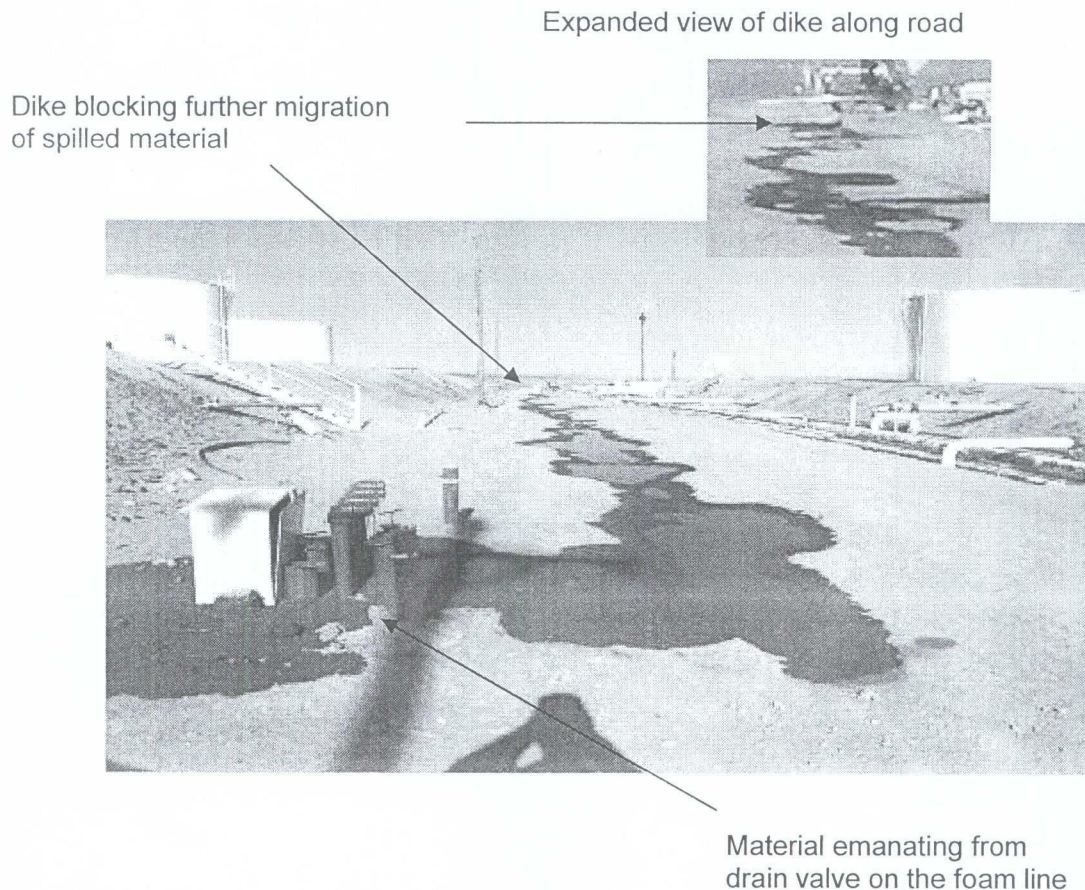 Expanded view of dike along road
Dike blocking further migration
of spilled material
Material emanating from
drain valve on the foam line